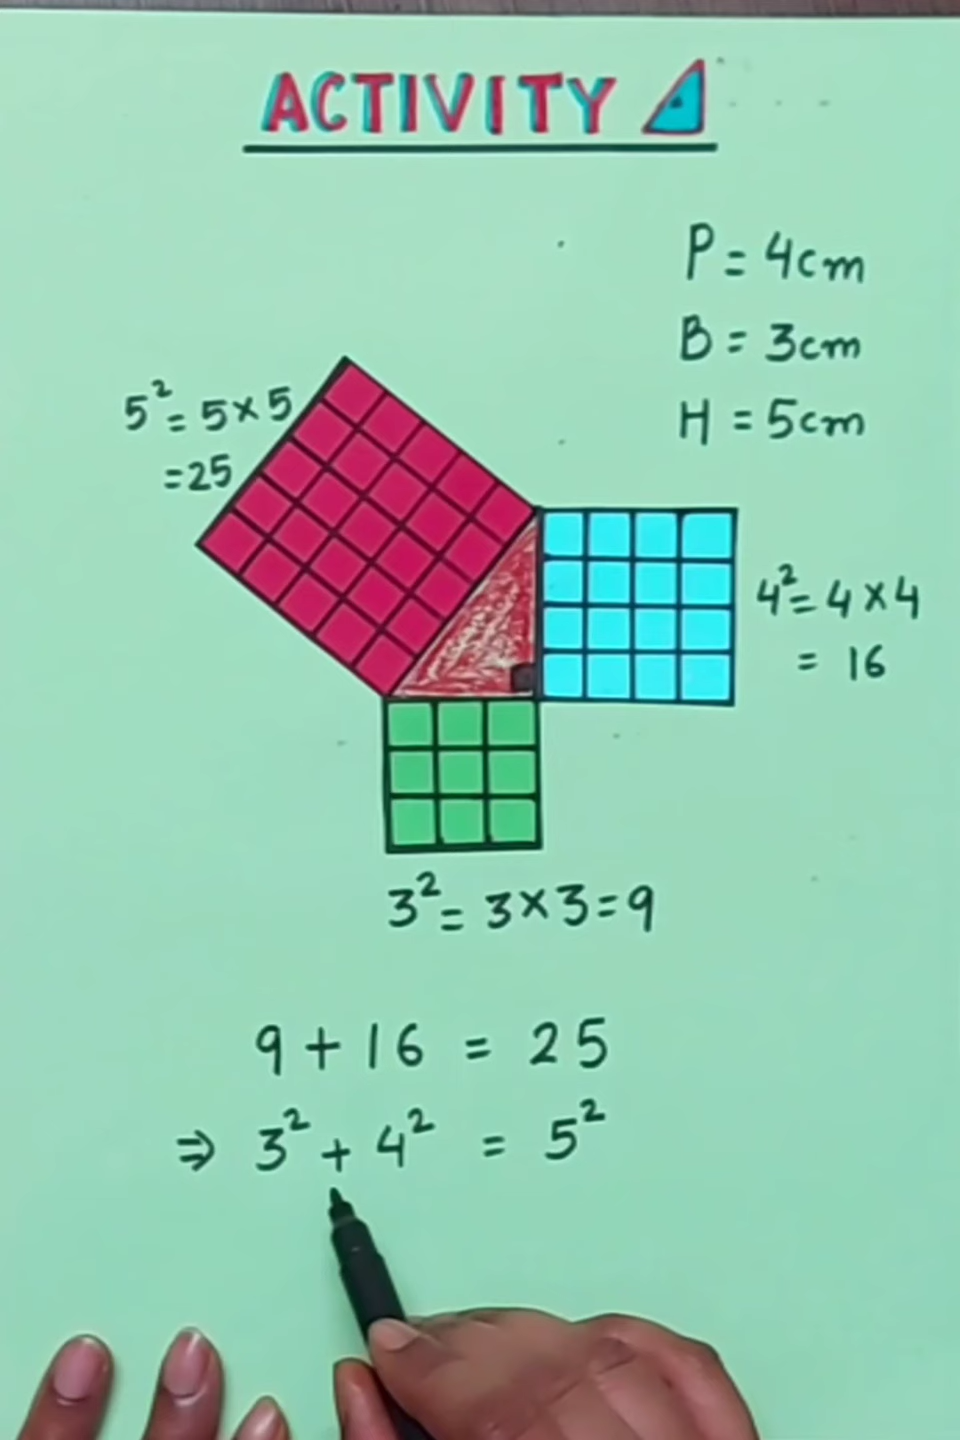 ACTIVITY
P = 4cm
B = 3cm
H = 5cm
5² = 5×5
=25
4² = 4×4
= 16
3² = 3×3=9
9+16 = 25
⇒ 3² + 4² = 5²